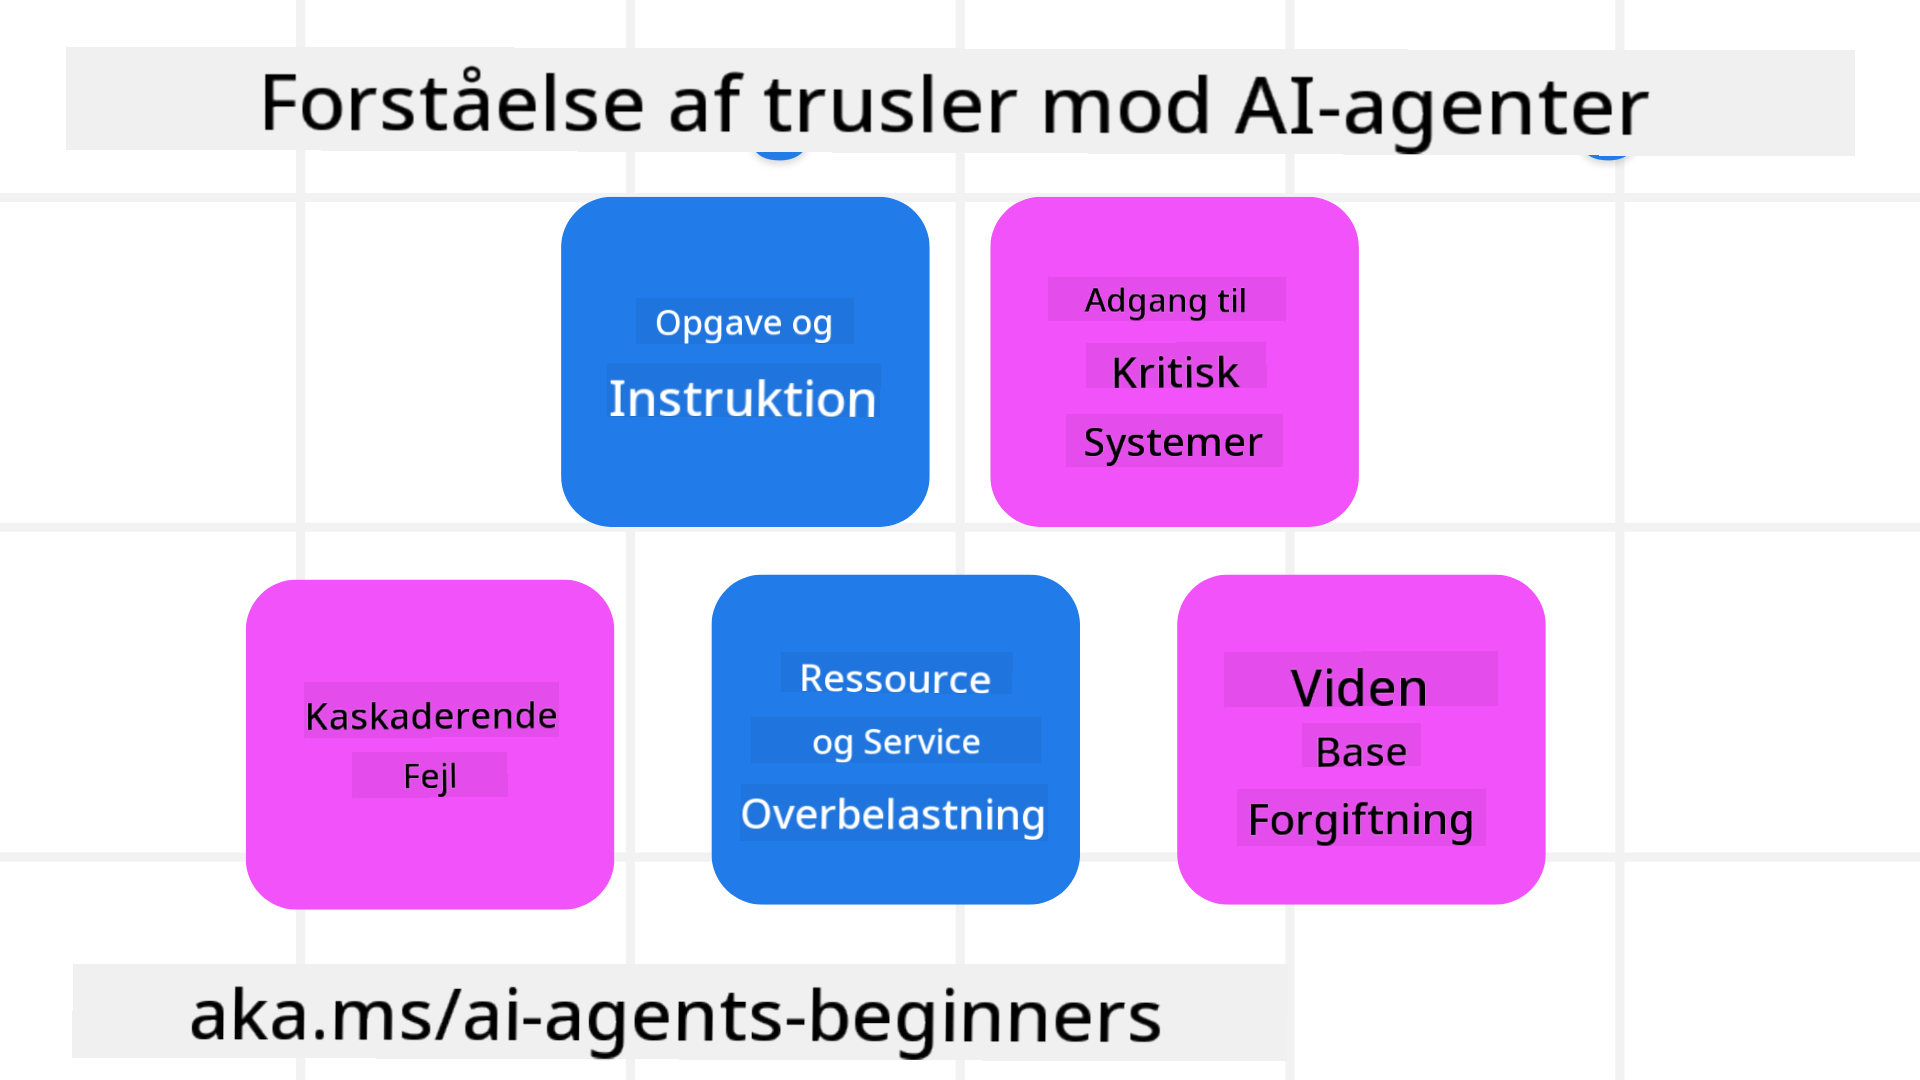 Forståelse af trusler mod AI-agenter
Opgave og
Instruktion
Adgang til
Kritisk
Systemer
Kaskaderende
Fejl
Ressource
og Service
Overbelastning
Viden
Base
Forgiftning
aka.ms/ai-agents-beginners